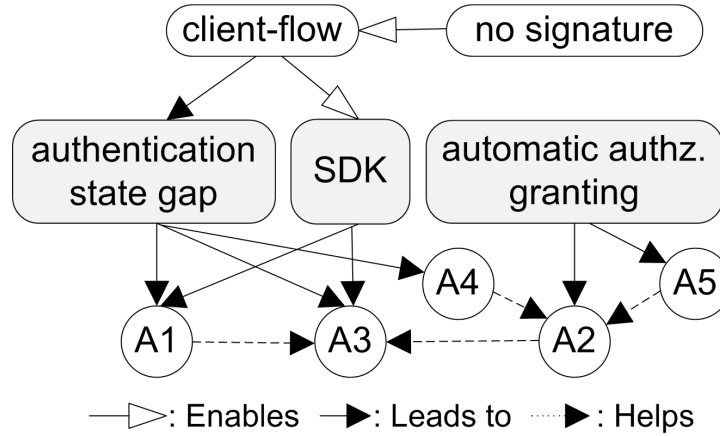 client-flow
no signature
authentication
state gap
SDK
automatic authz.
granting
A4
A5
A1
A3
A2
: Enables
: Leads to
: Helps